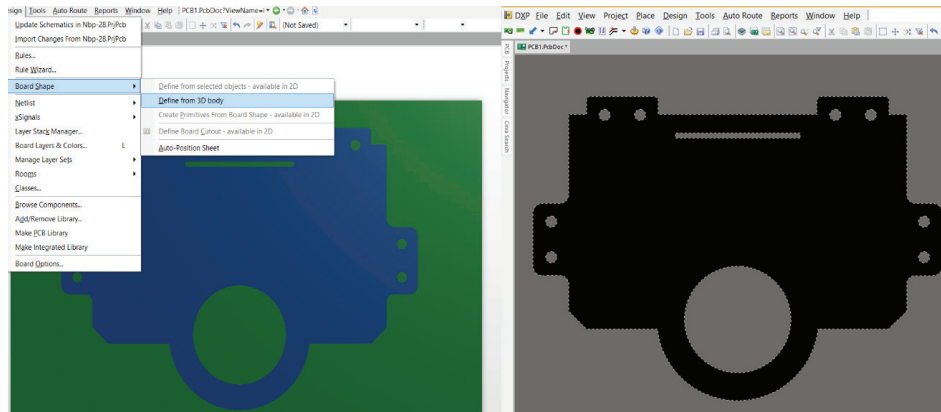 sign Tools Auto Route Reports Window Help PCB1.PcbDoc?ViewName=
Update Schematics in Nbp-28.PrjPcb
Import Changes From Nbp-28.PrjPcb
(Not Saved)
Rules...
Rule Wizard...
Board Shape
Netlist
xSignals
Layer Stack Manager...
Board Layers & Colors... L
Manage Layer Sets
Rooms
Classes...
Browse Components...
Add/Remove Library...
Make PCB Library
Make Integrated Library
Board Options...
Define from selected objects - available in 2D
Define from 3D body
Create Primitives From Board Shape - available in 2D
Define Board Cutout - available in 2D
Auto-Position Sheet
DXP File Edit View Project Place Design Tools Auto Route Reports Window Help
PCB1.PcbDoc *
PCB
Projects
Navigator
Clova Search